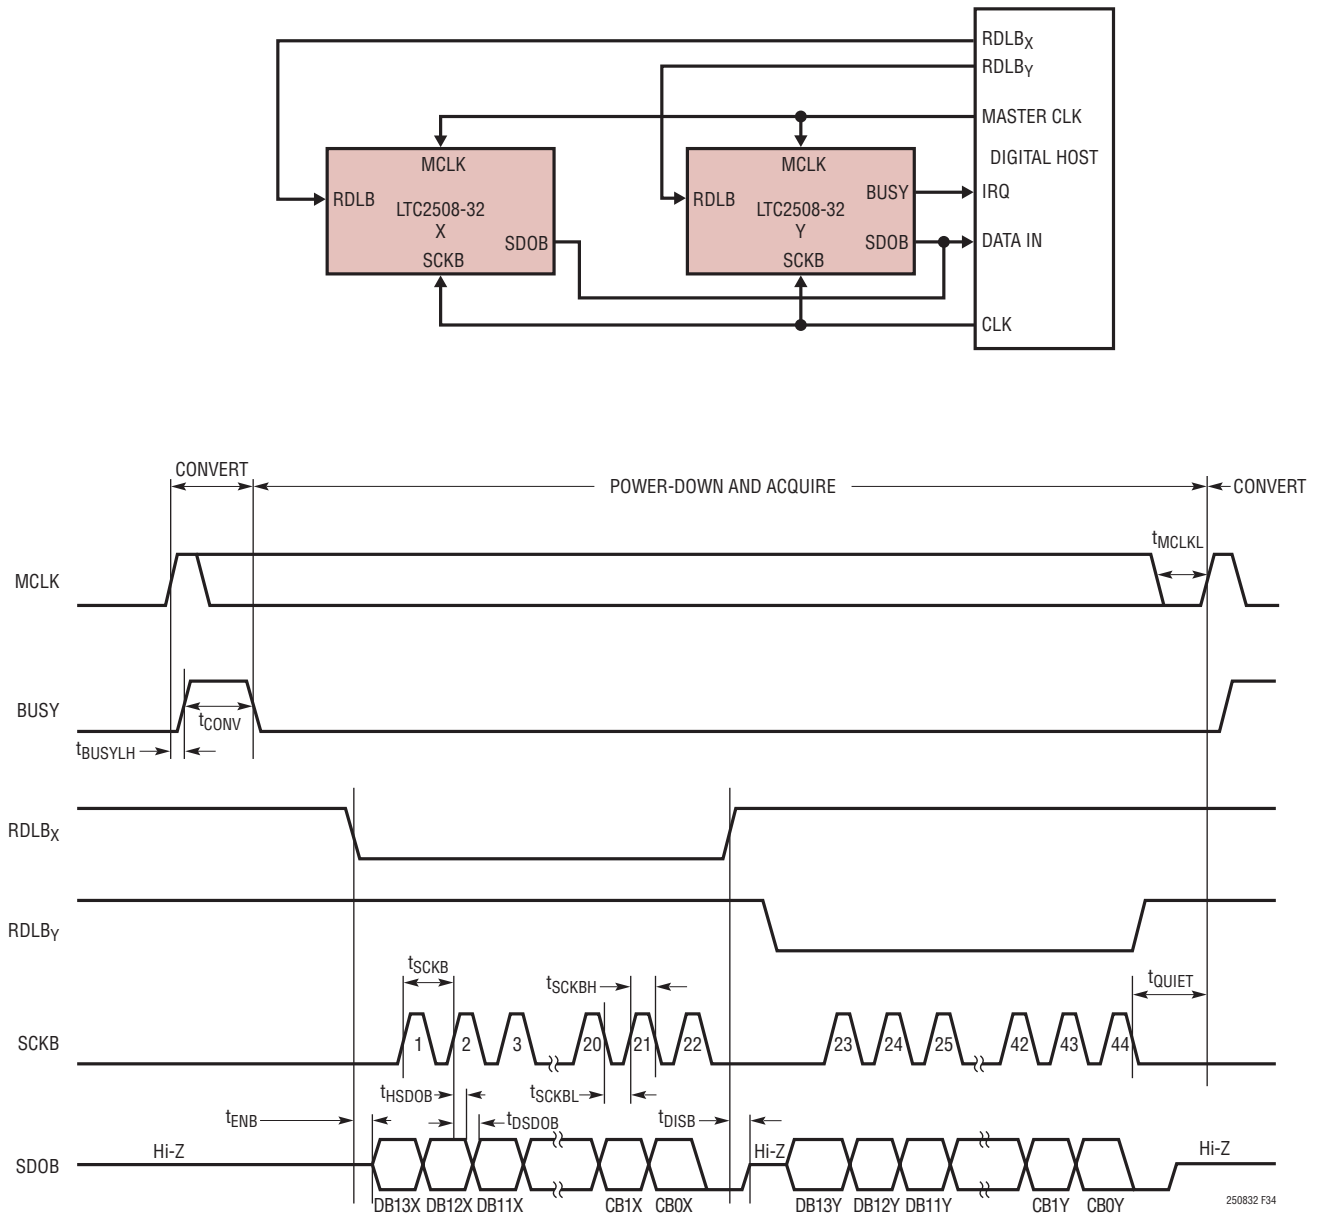 RDLBX
RDLBY
MASTER CLK
MCLK
MCLK
DIGITAL HOST
RDLB
LTC2508-32
X
SDOB
SCKB
RDLB
LTC2508-32
Y
BUSY
SDOB
SCKB
IRQ
DATA IN
CLK
CONVERT
POWER-DOWN AND ACQUIRE
CONVERT
MCLK
tMCLKL
BUSY
tCONV
tBUSYLH
RDLBX
RDLBY
SCKB
tSCKB
tSCKBH
tQUIET
1 2 3 20 21 22 23 24 25 42 43 44
tHSDOB
tSCKBL
tENB
tDSDOB
tDISB
SDOB
Hi-Z
Hi-Z
Hi-Z
DB13X DB12X DB11X CB1X CB0X DB13Y DB12Y DB11Y CB1Y CB0Y
250832 F34